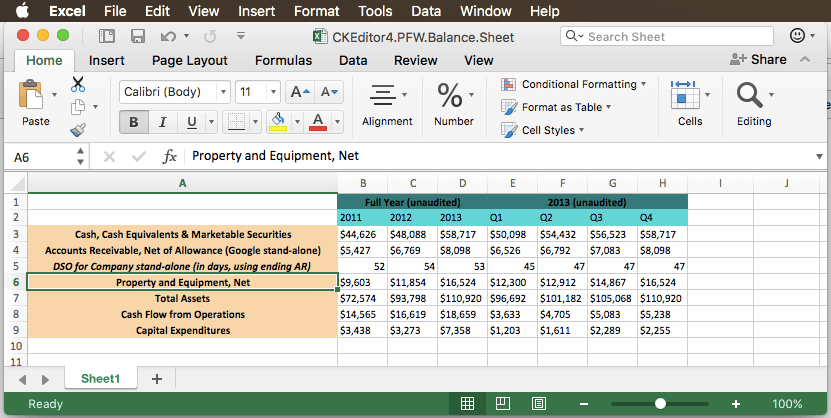 Excel File Edit View Insert Format Tools Data Window Help
CKEditor4.PFW.Balance.Sheet
Search Sheet
Home Insert Page Layout Formulas Data Review View
Share
Paste
Calibri (Body) 11 A A
B I U A
Alignment
%
Number
Conditional Formatting
Format as Table
Cell Styles
Cells
Editing
A6 fx Property and Equipment, Net
A B C D E F G H I J
1 Full Year (unaudited) 2013 (unaudited)
2 2011 2012 2013 Q1 Q2 Q3 Q4
3 Cash, Cash Equivalents & Marketable Securities $44,626 $48,088 $58,717 $50,098 $54,432 $56,523 $58,717
4 Accounts Receivable, Net of Allowance (Google stand-alone) $5,427 $6,769 $8,098 $6,526 $6,792 $7,083 $8,098
5 DSO for Company stand-alone (in days, using ending AR) 52 54 53 45 47 47 47
6 Property and Equipment, Net $9,603 $11,854 $16,524 $12,300 $12,912 $14,867 $16,524
7 Total Assets $72,574 $93,798 $110,920 $96,692 $101,182 $105,068 $110,920
8 Cash Flow from Operations $14,565 $16,619 $18,659 $3,633 $4,705 $5,083 $5,238
9 Capital Expenditures $3,438 $3,273 $7,358 $1,203 $1,611 $2,289 $2,255
10
11
Sheet1 +
Ready 100%